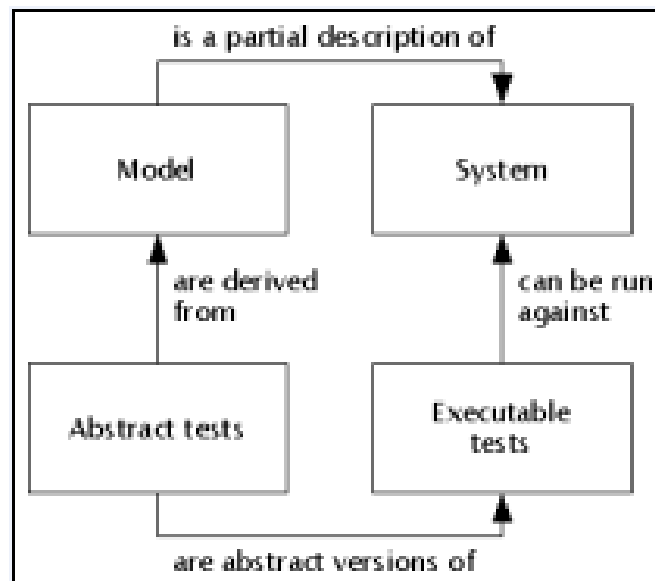 is a partial description of
Model
System
are derived
from
can be run
against
Abstract tests
Executable
tests
are abstract versions of